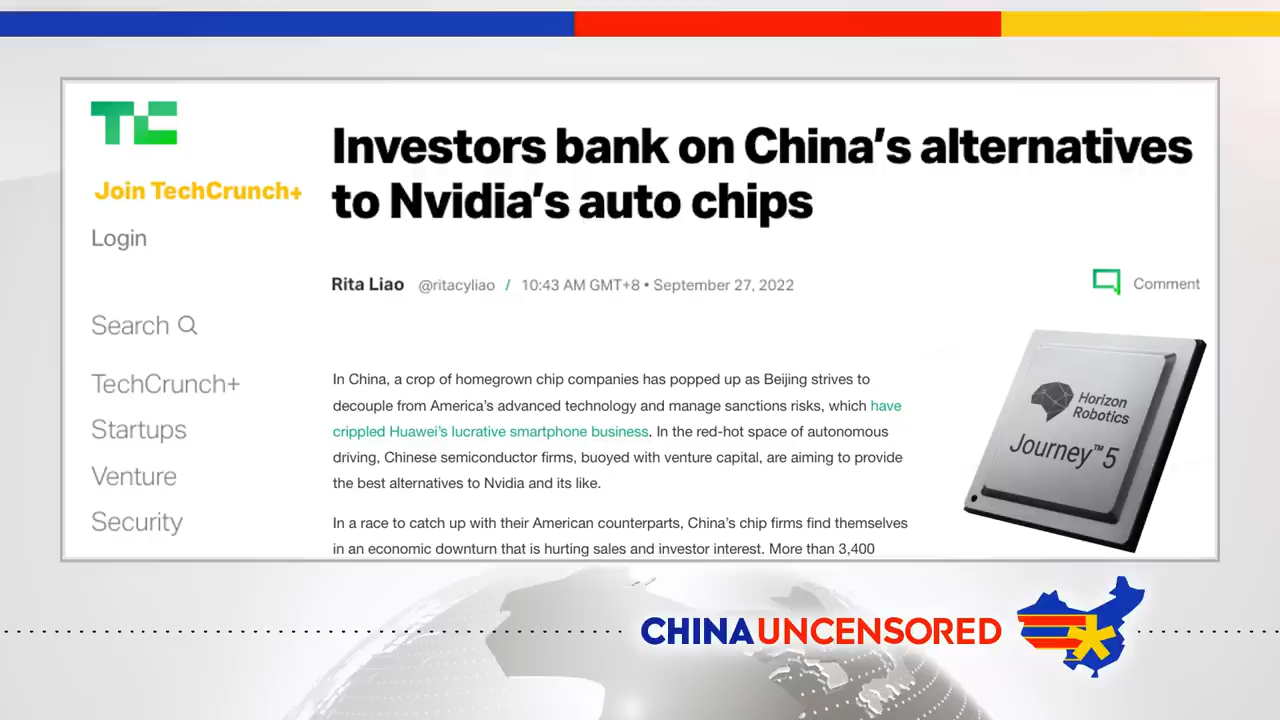 TC
Join TechCrunch+
Login
Search
TechCrunch+
Startups
Venture
Security
Investors bank on China's alternatives
to Nvidia's auto chips
Rita Liao @ritacyliao / 10:43 AM GMT+8 • September 27, 2022
Comment
In China, a crop of homegrown chip companies has popped up as Beijing strives to
decouple from America's advanced technology and manage sanctions risks, which have
crippled Huawei's lucrative smartphone business. In the red-hot space of autonomous
driving, Chinese semiconductor firms, buoyed with venture capital, are aiming to provide
the best alternatives to Nvidia and its like.
In a race to catch up with their American counterparts, China's chip firms find themselves
in an economic downturn that is hurting sales and investor interest. More than 3,400
Horizon
Robotics
Journey™5
CHINA UNCENSORED